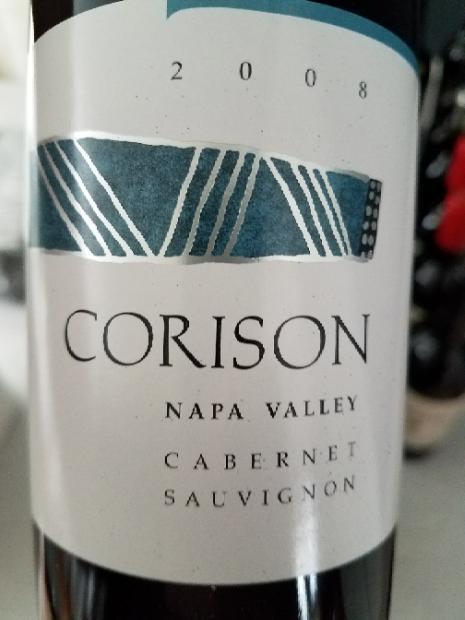 2008
CORISON
NAPA VALLEY
CABERNET
SAUVIGNON